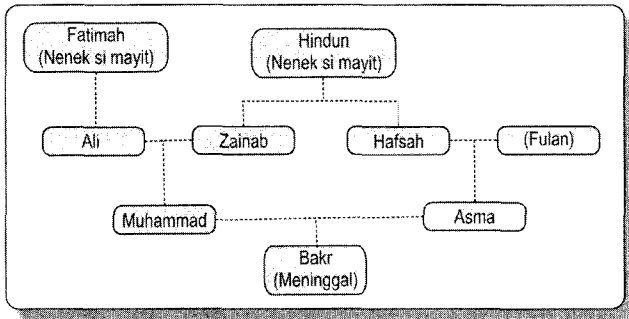 Fatimah
(Nenek si mayit)
Hindun
(Nenek si mayit)
Ali
Zainab
Hafsah
(Fulan)
Muhammad
Asma
Bakr
(Meninggal)